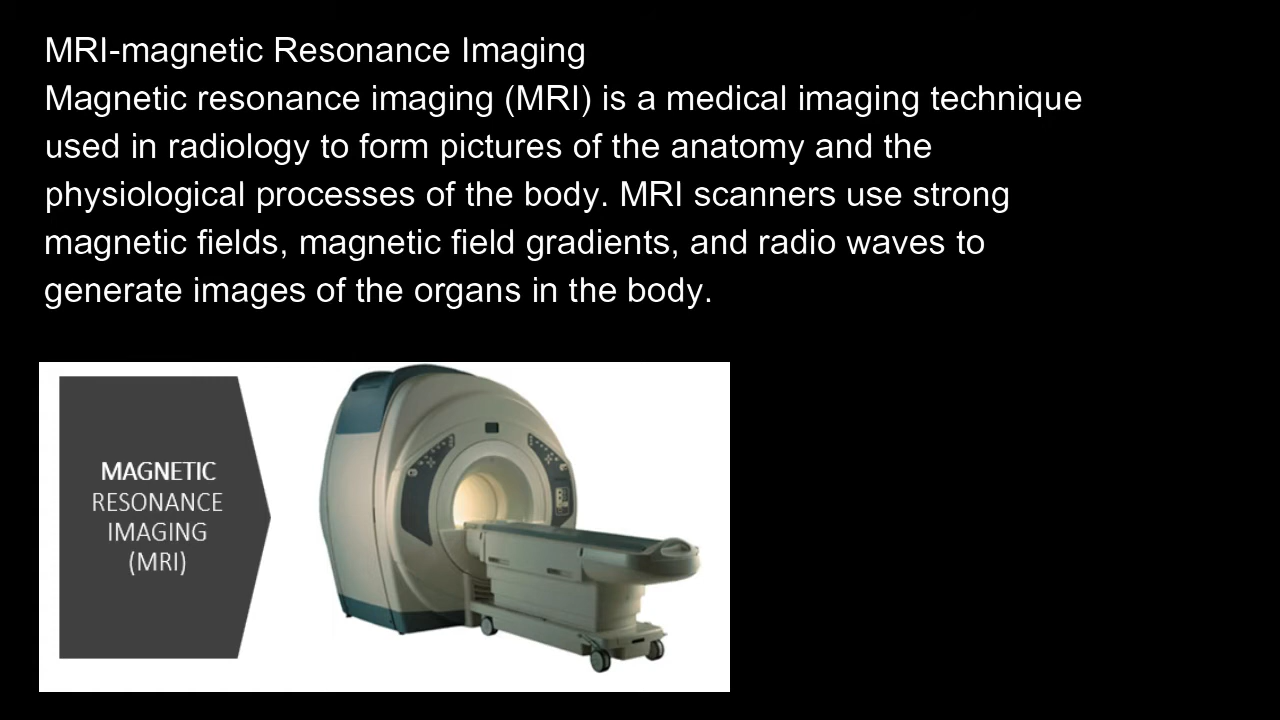 MRI-magnetic Resonance Imaging
Magnetic resonance imaging (MRI) is a medical imaging technique
used in radiology to form pictures of the anatomy and the
physiological processes of the body. MRI scanners use strong
magnetic fields, magnetic field gradients, and radio waves to
generate images of the organs in the body.
MAGNETIC
RESONANCE
IMAGING
(MRI)